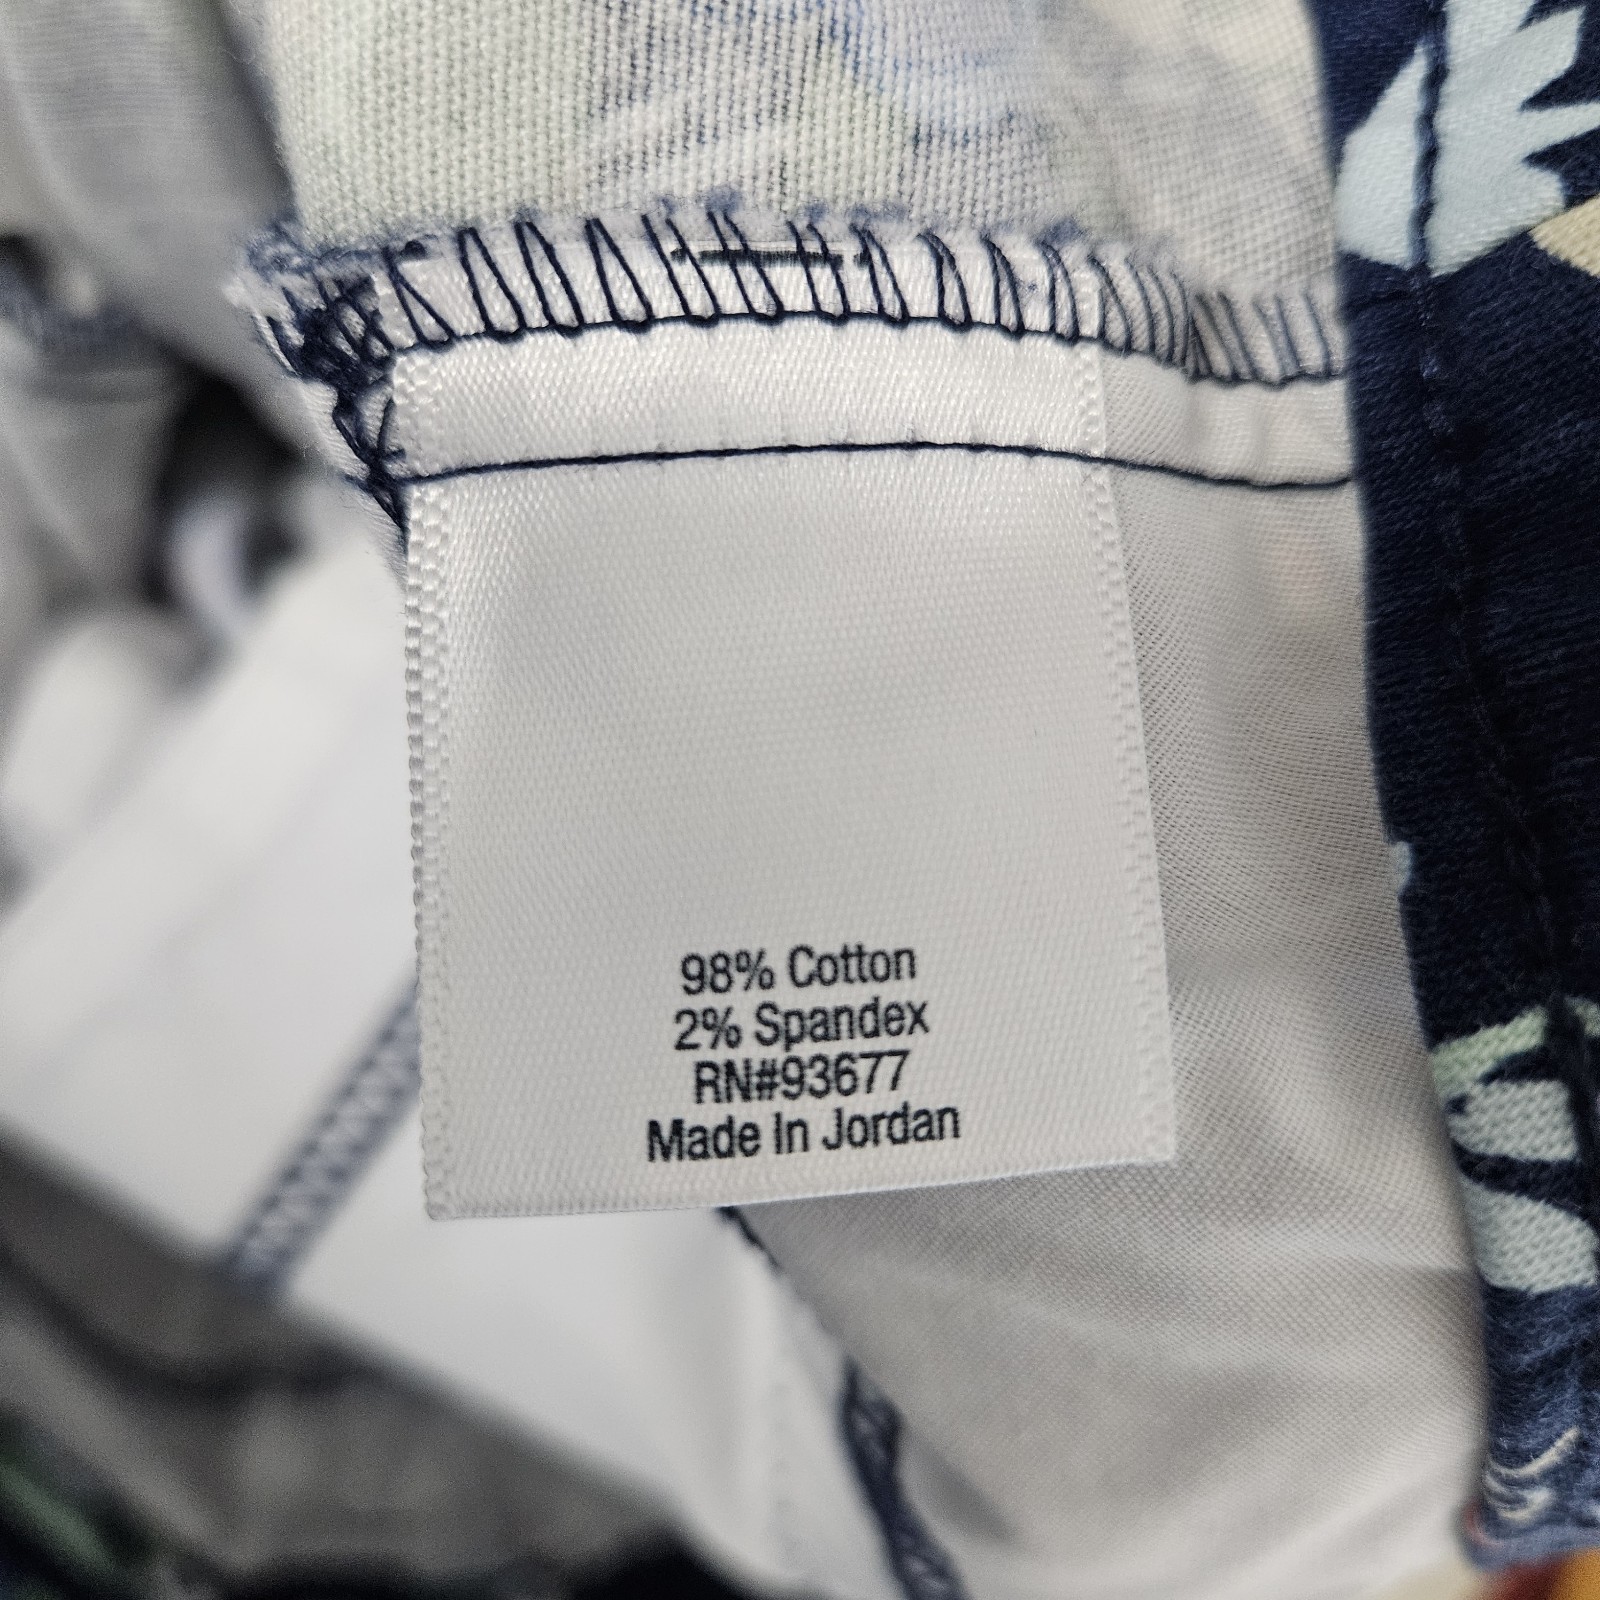 98% Cotton
2% Spandex
RN#93677
Made In Jordan